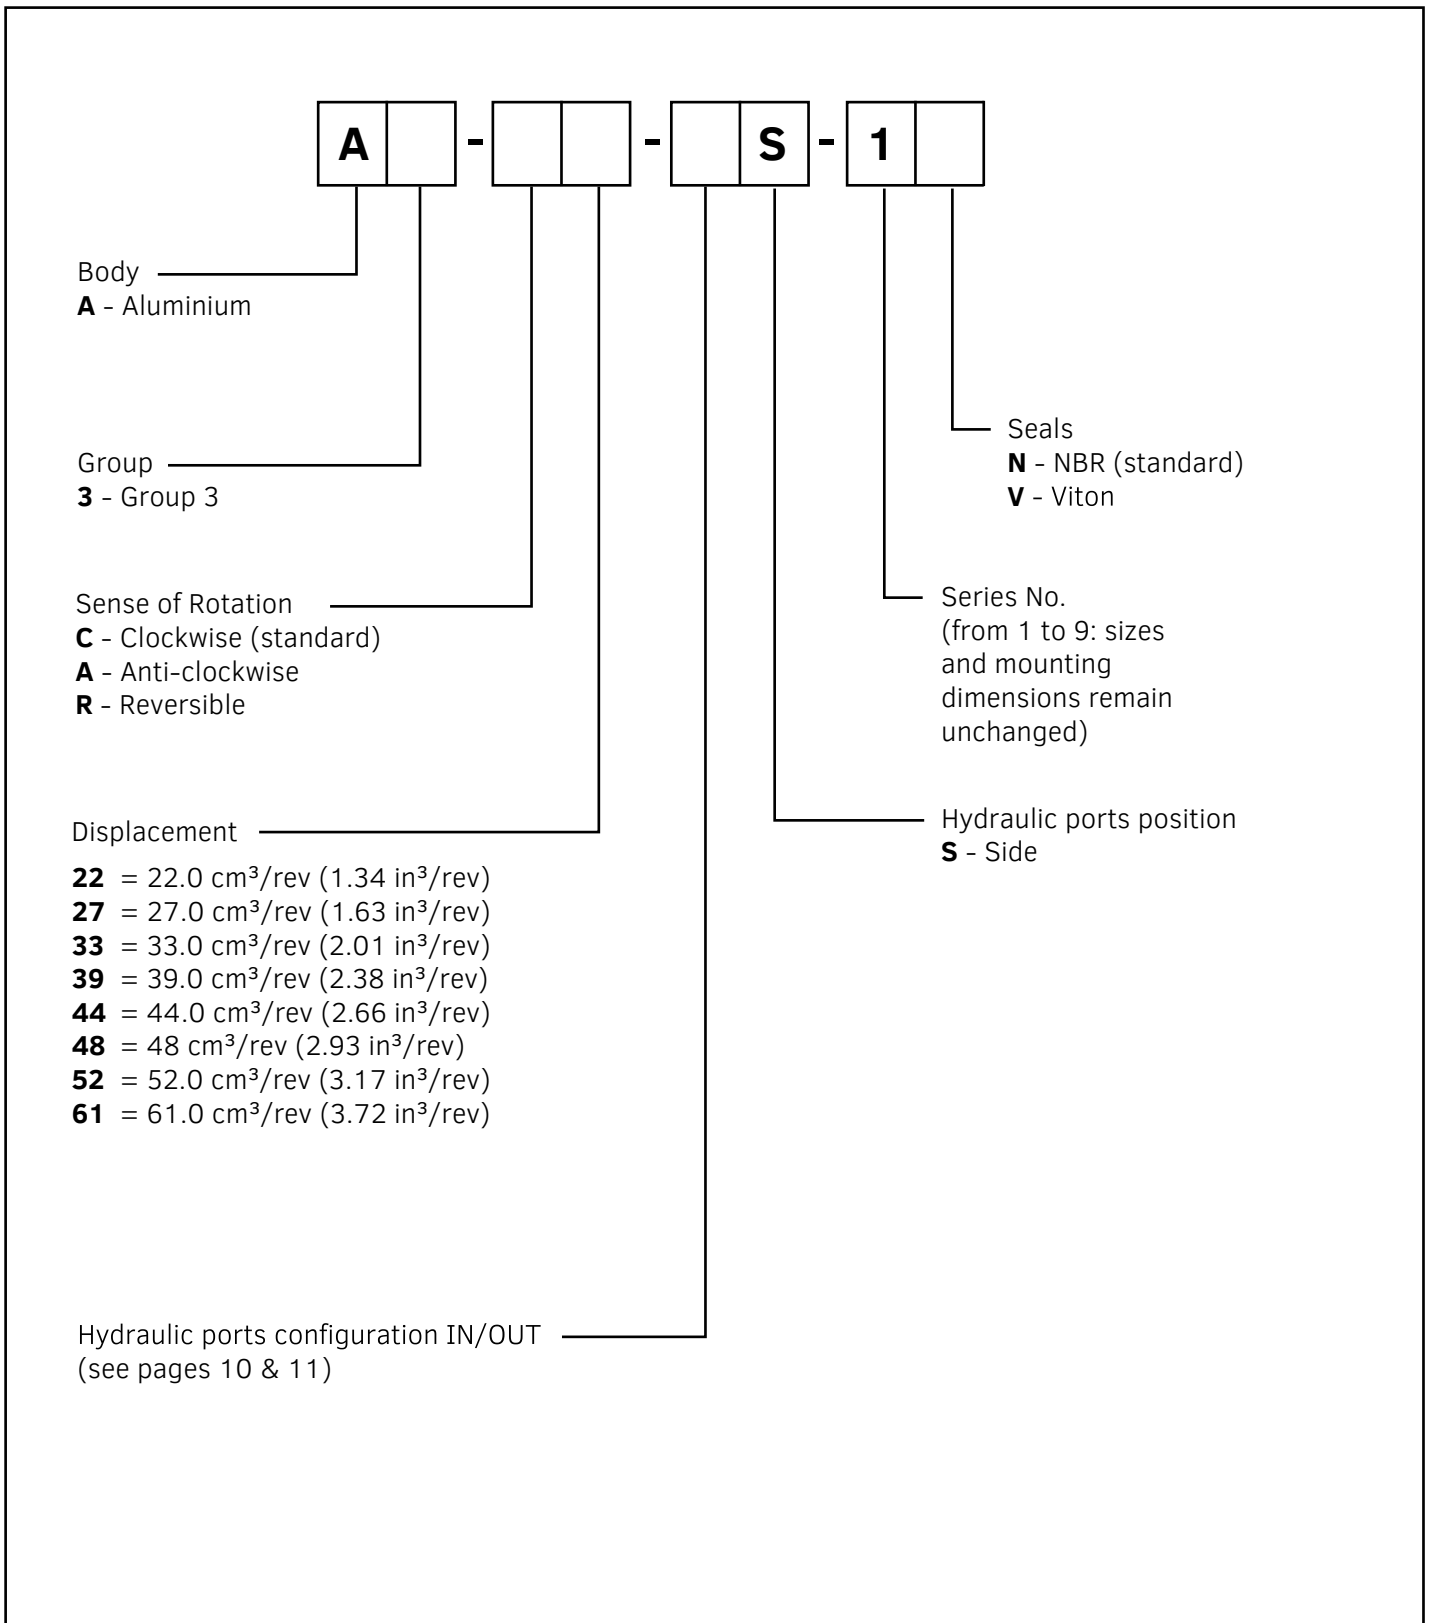 A - - S - 1
Body
A - Aluminium
Group
3 - Group 3
Sense of Rotation
C - Clockwise (standard)
A - Anti-clockwise
R - Reversible
Displacement
22 = 22.0 cm³/rev (1.34 in³/rev)
27 = 27.0 cm³/rev (1.63 in³/rev)
33 = 33.0 cm³/rev (2.01 in³/rev)
39 = 39.0 cm³/rev (2.38 in³/rev)
44 = 44.0 cm³/rev (2.66 in³/rev)
48 = 48 cm³/rev (2.93 in³/rev)
52 = 52.0 cm³/rev (3.17 in³/rev)
61 = 61.0 cm³/rev (3.72 in³/rev)
Hydraulic ports configuration IN/OUT
(see pages 10 & 11)
Seals
N - NBR (standard)
V - Viton
Series No.
(from 1 to 9: sizes
and mounting
dimensions remain
unchanged)
Hydraulic ports position
S - Side